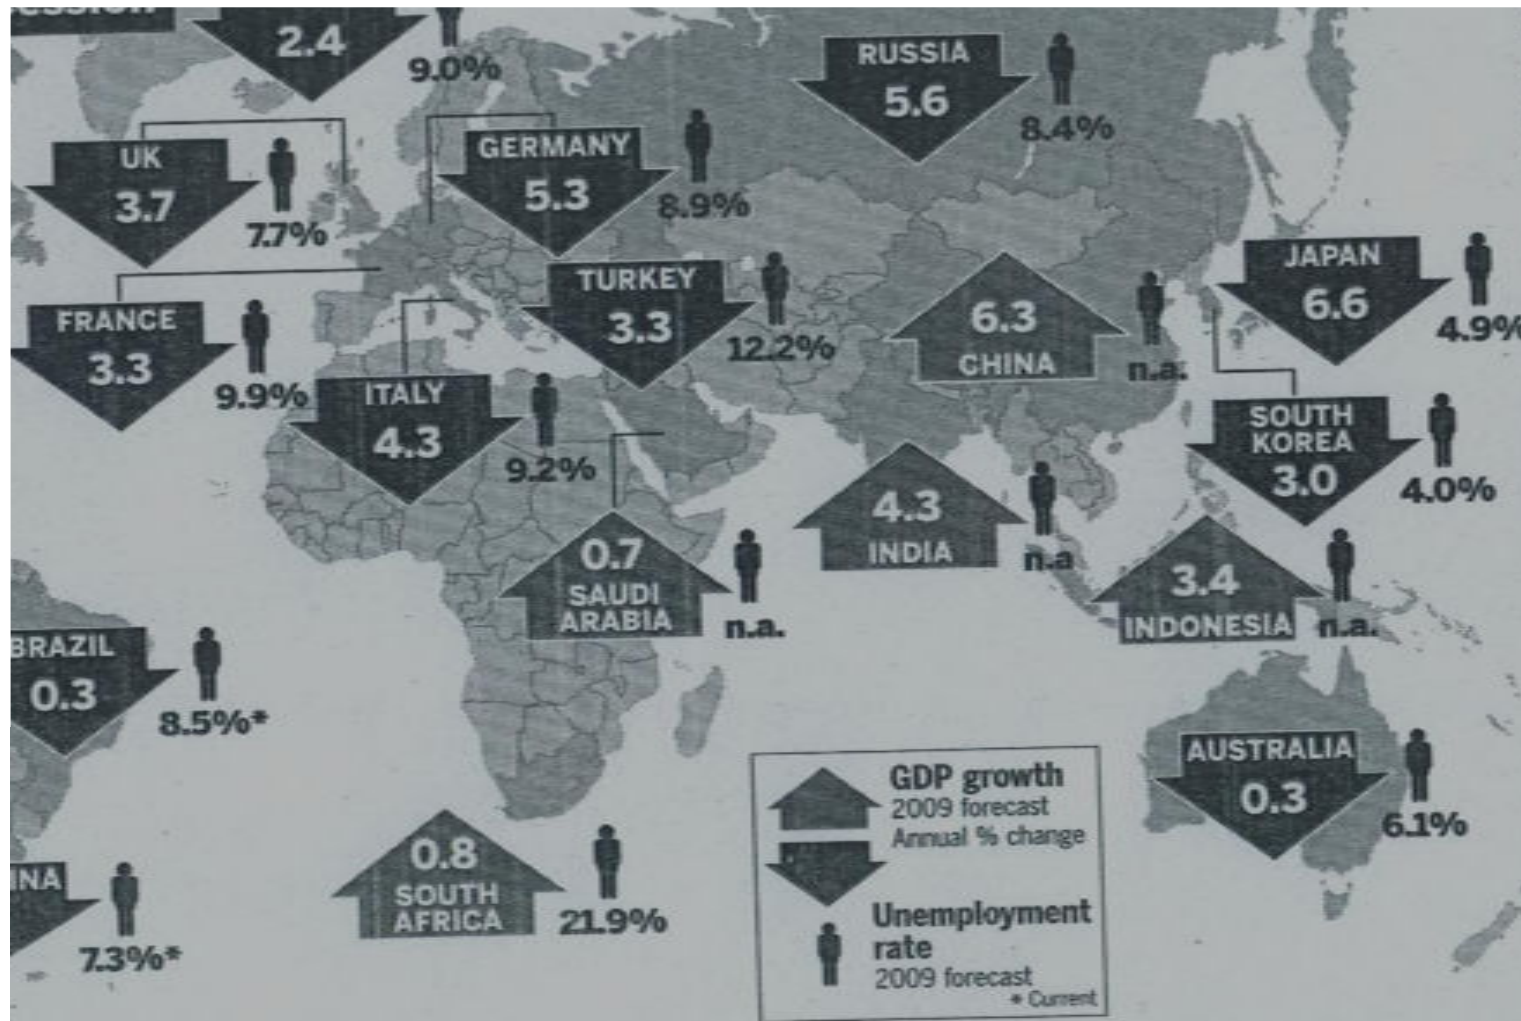 2.4
9.0%
RUSSIA
5.6
8.4%
UK
3.7
7.7%
GERMANY
5.3
8.9%
TURKEY
3.3
12.2%
6.3
CHINA
n.a.
JAPAN
6.6
4.9%
FRANCE
3.3
9.9%
ITALY
4.3
9.2%
SOUTH
KOREA
3.0
4.0%
4.3
INDIA
n.a
0.7
SAUDI
ARABIA
n.a.
3.4
INDONESIA
n.a.
BRAZIL
0.3
8.5%*
AUSTRALIA
0.3
6.1%
INA
7.3%*
0.8
SOUTH
AFRICA
21.9%
GDP growth
2009 forecast
Annual % change
Unemployment
rate
2009 forecast
* Current